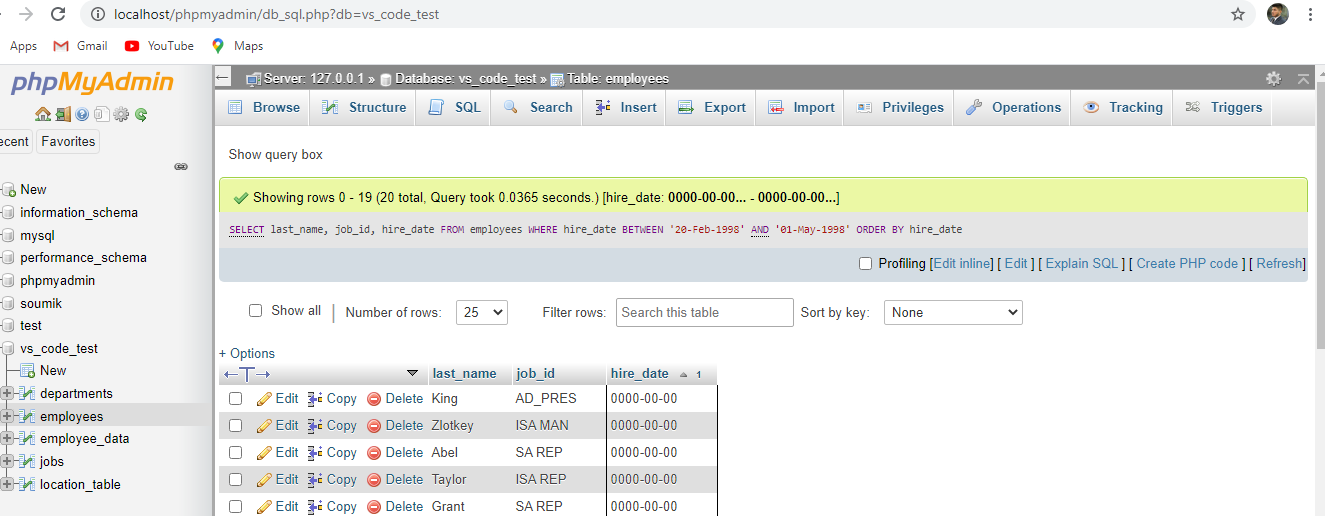 localhost/phpmyadmin/db_sql.php?db=vs_code_test
Apps Gmail YouTube Maps
phpMyAdmin
ecent Favorites
New
information_schema
mysql
performance_schema
phpmyadmin
soumik
test
vs_code_test
New
departments
employees
employee_data
jobs
location_table
Server: 127.0.0.1 » Database: vs_code_test » Table: employees
Browse Structure SQL Search Insert Export Import Privileges Operations Tracking Triggers
Show query box
Showing rows 0 - 19 (20 total, Query took 0.0365 seconds.) [hire_date: 0000-00-00... - 0000-00-00...]
SELECT last_name, job_id, hire_date FROM employees WHERE hire_date BETWEEN '20-Feb-1998' AND '01-May-1998' ORDER BY hire_date
Profiling [Edit inline] [ Edit ] [ Explain SQL ] [ Create PHP code ] [ Refresh]
Show all | Number of rows: 25 Filter rows: Search this table Sort by key: None
+ Options
←T→ last_name job_id hire_date 1
Edit Copy Delete King AD_PRES 0000-00-00
Edit Copy Delete Zlotkey ISA MAN 0000-00-00
Edit Copy Delete Abel SA REP 0000-00-00
Edit Copy Delete Taylor ISA REP 0000-00-00
Edit Copy Delete Grant SA REP 0000-00-00